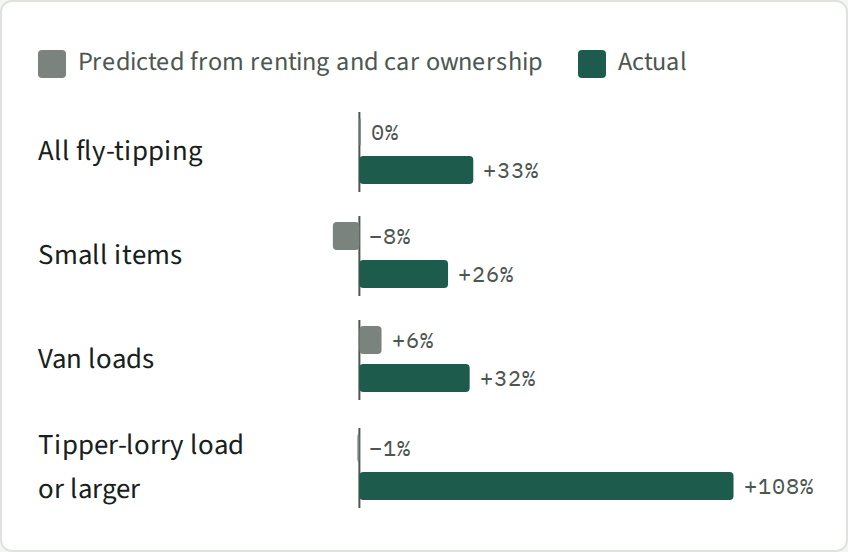 Predicted from renting and car ownership
Actual
All fly-tipping
0%
+33%
Small items
−8%
+26%
Van loads
+6%
+32%
Tipper-lorry load
or larger
−1%
+108%